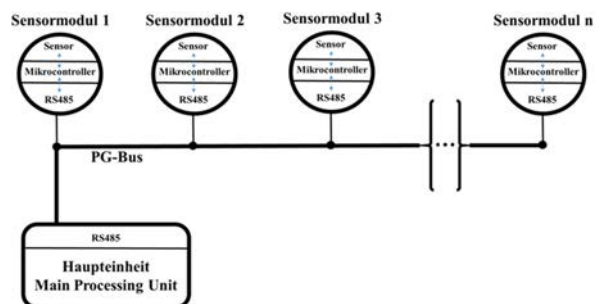 Sensormodul 1
Sensormodul 2
Sensormodul 3
Sensormodul n
Sensor
Mikrocontroller
RS485
Sensor
Mikrocontroller
RS485
Sensor
Mikrocontroller
RS485
Sensor
Mikrocontroller
RS485
PG-Bus
...
RS485
Haupteinheit
Main Processing Unit